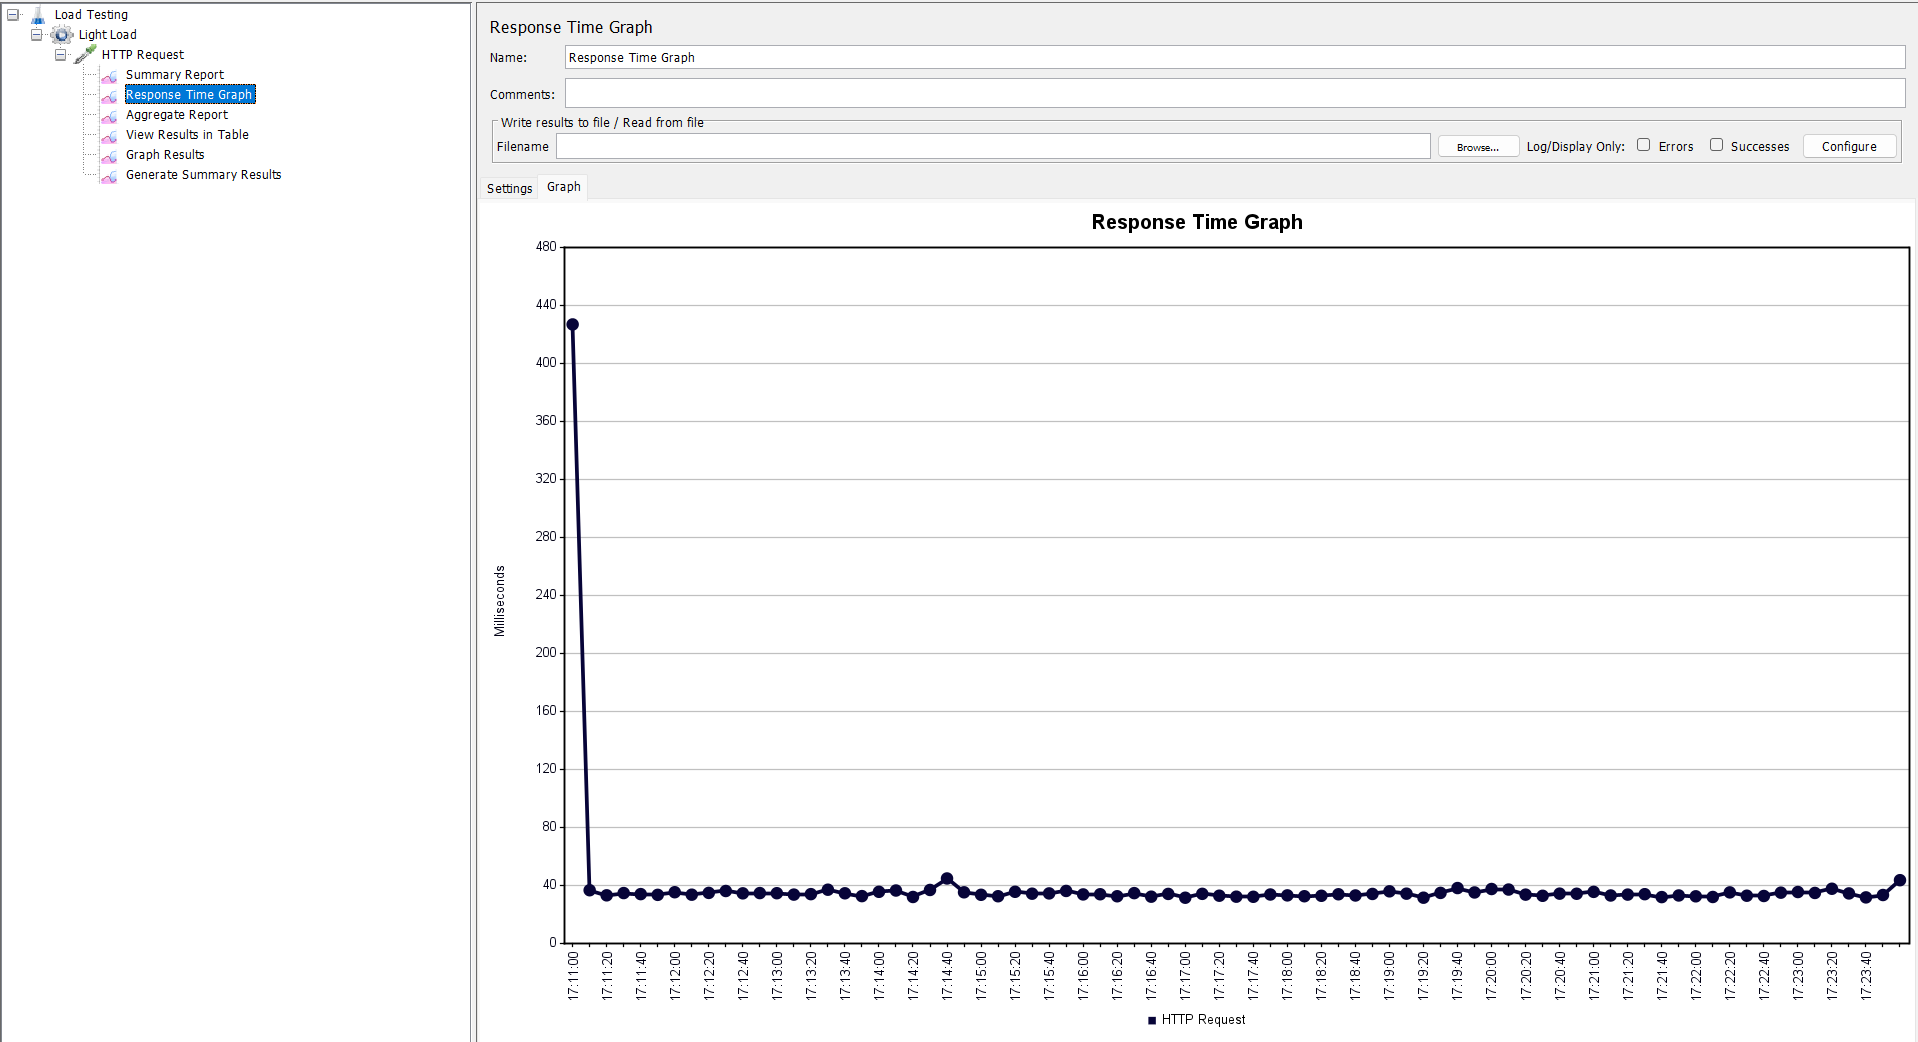 Load Testing
Light Load
HTTP Request
Summary Report
Response Time Graph
Aggregate Report
View Results in Table
Graph Results
Generate Summary Results
Response Time Graph
Name: Response Time Graph
Comments:
Write results to file / Read from file
Filename Browse... Log/Display Only: Errors Successes Configure
Settings Graph
Response Time Graph
480
440
400
360
320
280
240
200
160
120
80
40
0
Milliseconds
17:11:00 17:11:20 17:11:40 17:12:00 17:12:20 17:12:40 17:13:00 17:13:20 17:13:40 17:14:00 17:14:20 17:14:40 17:15:00 17:15:20 17:15:40 17:16:00 17:16:20 17:16:40 17:17:00 17:17:20 17:17:40 17:18:00 17:18:20 17:18:40 17:19:00 17:19:20 17:19:40 17:20:00 17:20:20 17:20:40 17:21:00 17:21:20 17:21:40 17:22:00 17:22:20 17:22:40 17:23:00 17:23:20 17:23:40
HTTP Request